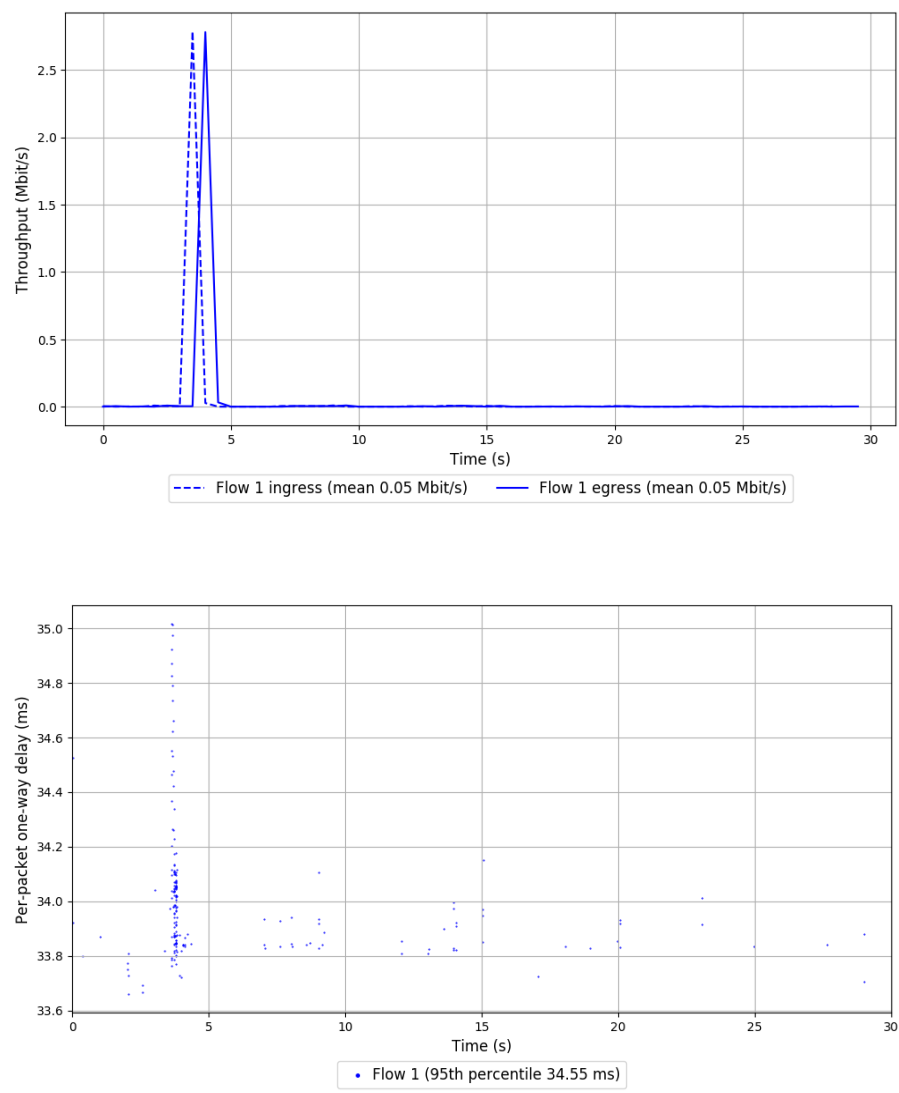 2.5
2.0
1.5
1.0
0.5
0.0
Throughput (Mbit/s)
0 5 10 15 20 25 30
Time (s)
Flow 1 ingress (mean 0.05 Mbit/s) Flow 1 egress (mean 0.05 Mbit/s)
35.0
34.8
34.6
34.4
34.2
34.0
33.8
33.6
Per-packet one-way delay (ms)
0 5 10 15 20 25 30
Time (s)
Flow 1 (95th percentile 34.55 ms)